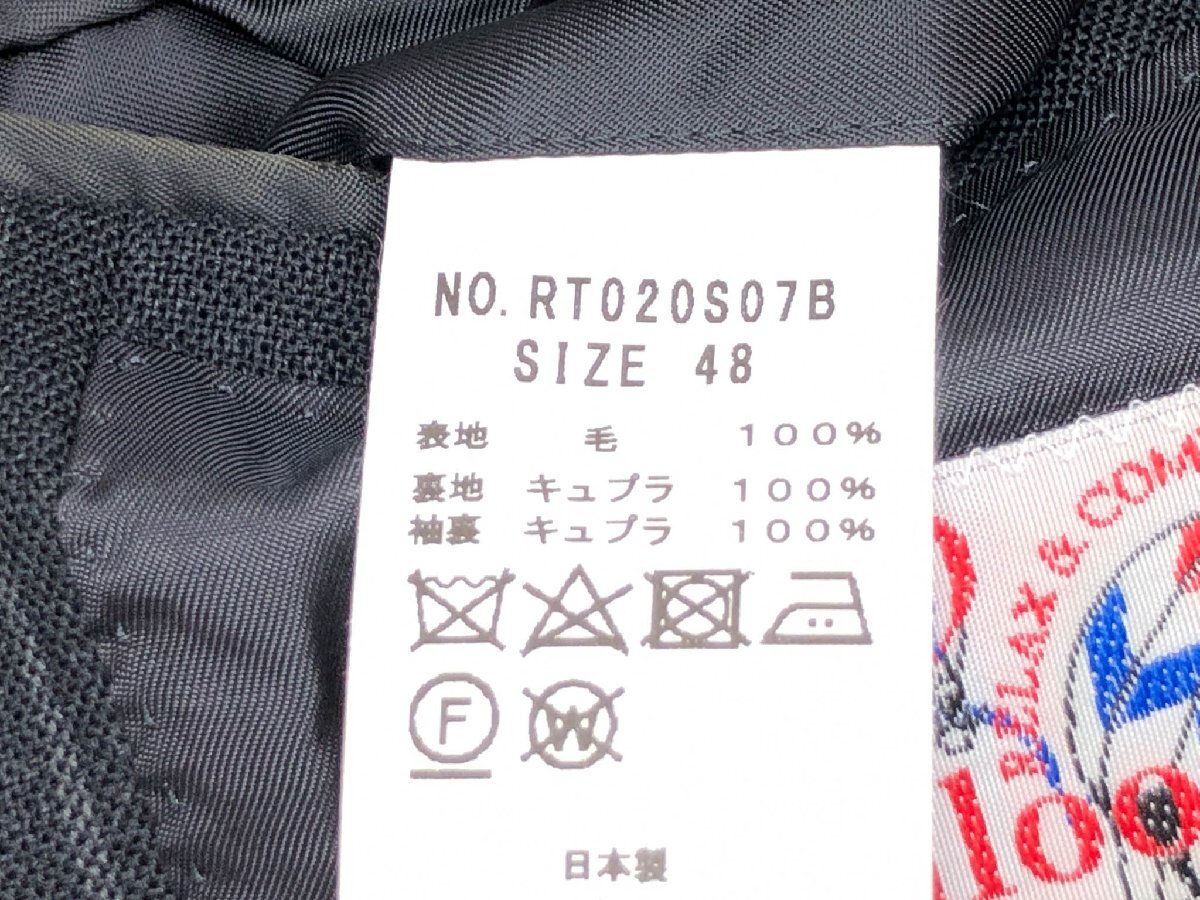 NO. RT020S07B
SIZE 48
表地 毛 100%
裏地 キュプラ 100%
袖裏 キュプラ 100%
F
W
日本製
RELAX & COM
loo